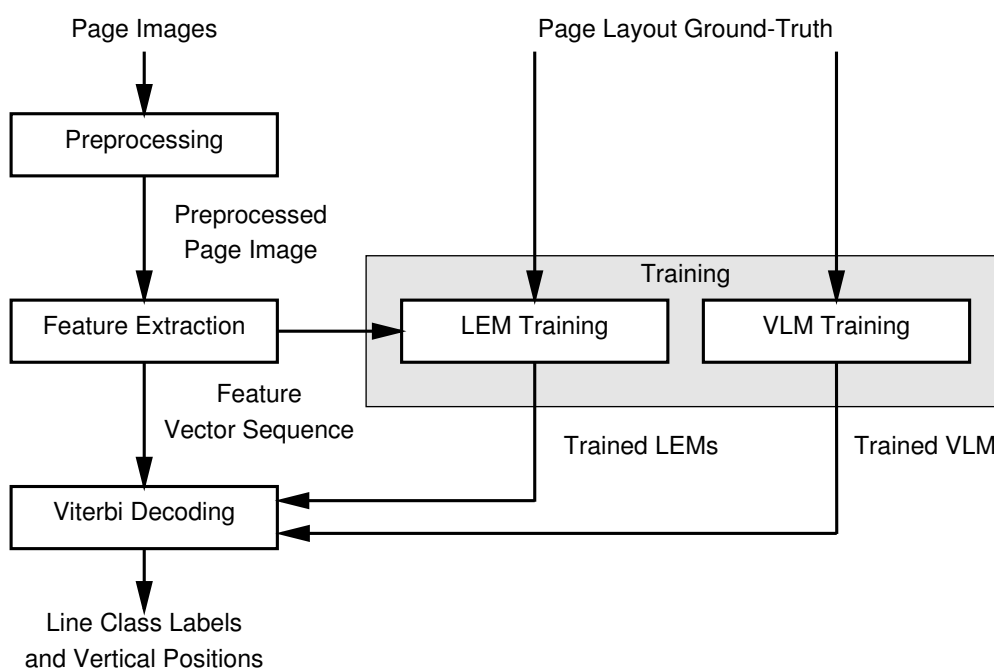 Page Images
Page Layout Ground-Truth
Preprocessing
Preprocessed
Page Image
Training
Feature Extraction
LEM Training
VLM Training
Feature
Vector Sequence
Trained LEMs
Trained VLM
Viterbi Decoding
Line Class Labels
and Vertical Positions